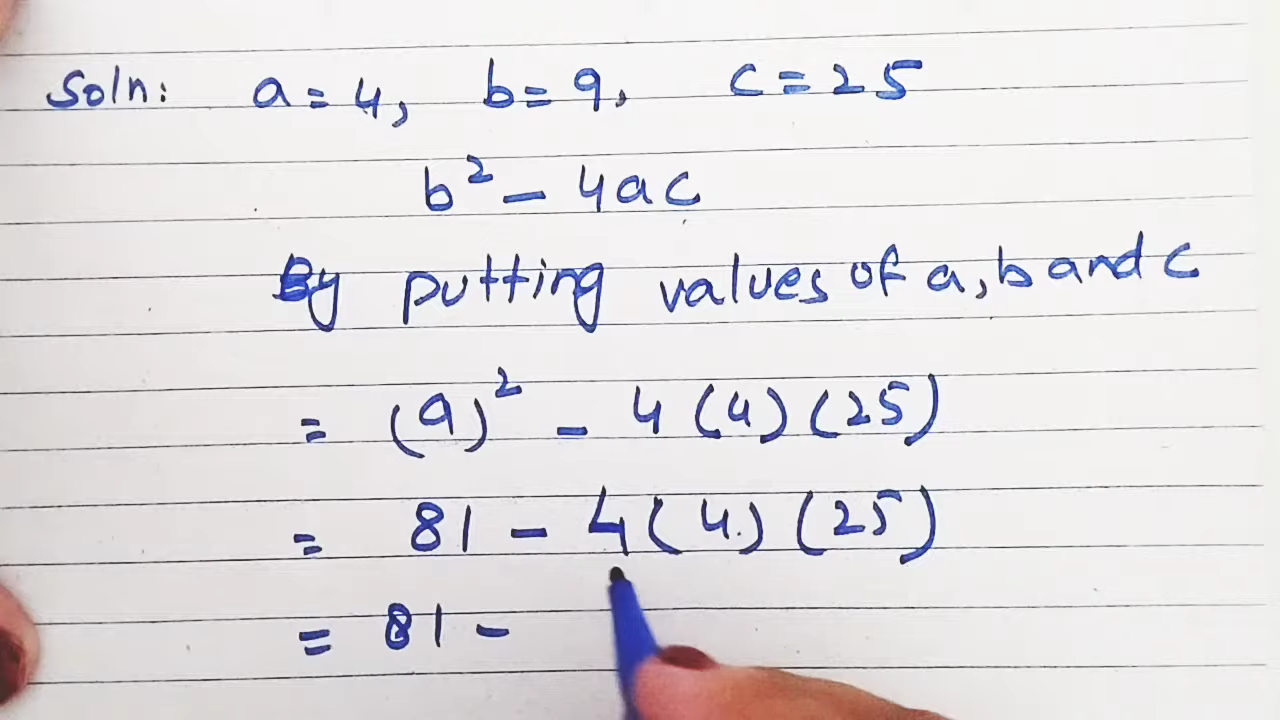 Soln: a = 4, b = 9, c = 25
b² - 4ac
By putting values of a, b and c
= (9)² - 4(4)(25)
= 81 - 4(4)(25)
= 81 -